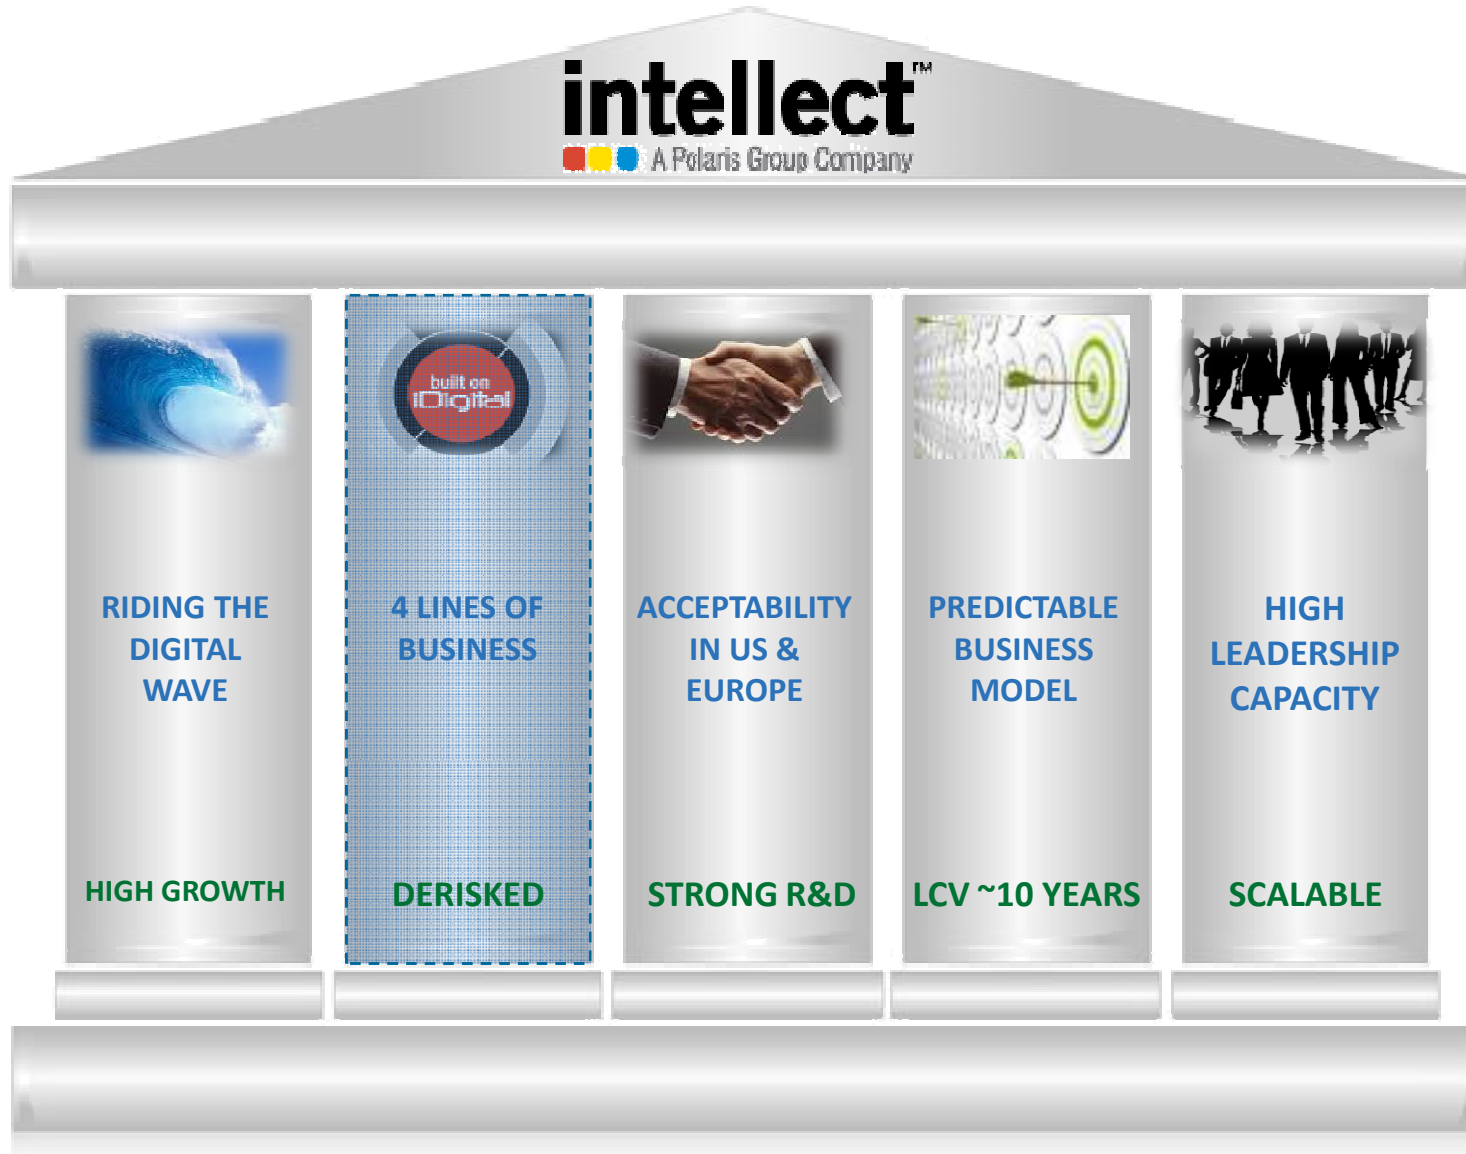 intellect™
A Polaris Group Company
built on
iDigital
RIDING THE
DIGITAL
WAVE
HIGH GROWTH
4 LINES OF
BUSINESS
DERISKED
ACCEPTABILITY
IN US &
EUROPE
STRONG R&D
PREDICTABLE
BUSINESS
MODEL
LCV ~10 YEARS
HIGH
LEADERSHIP
CAPACITY
SCALABLE